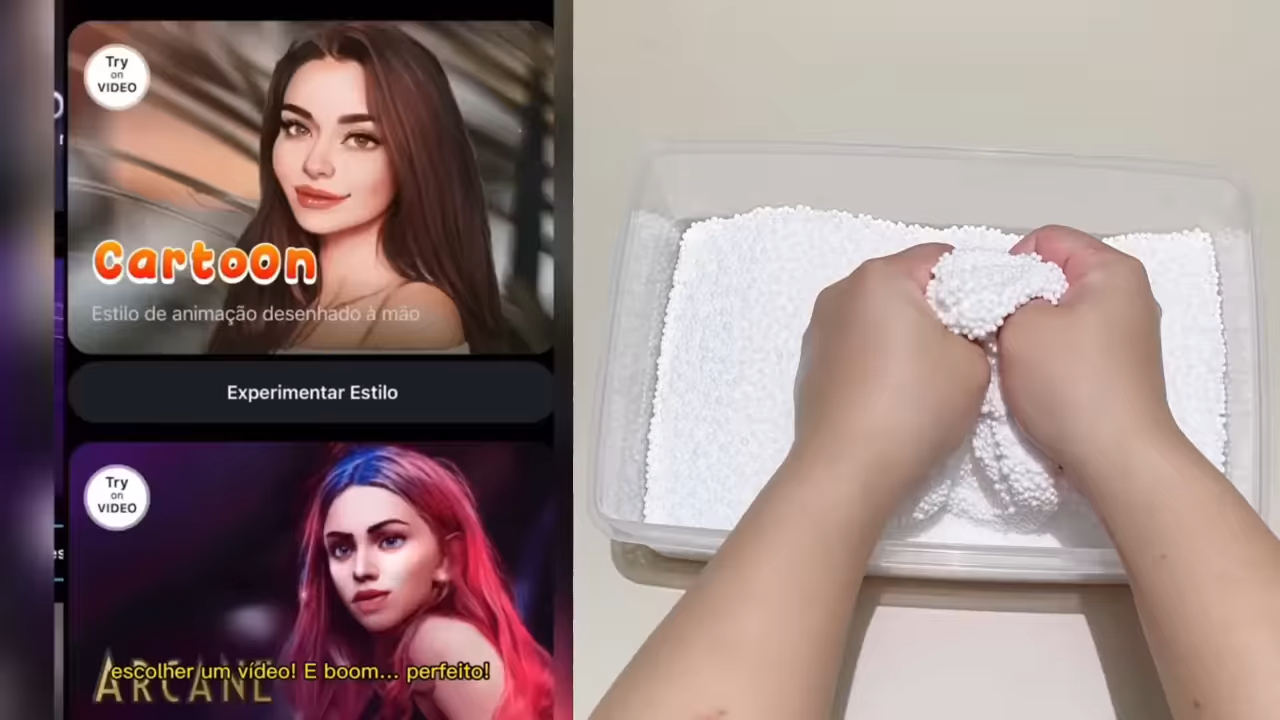 Try
on
VIDEO
Cartoon
Estilo de animação desenhado à mão
Experimentar Estilo
Try
on
VIDEO
ARCANE
escolher um vídeo! E boom... perfeito!